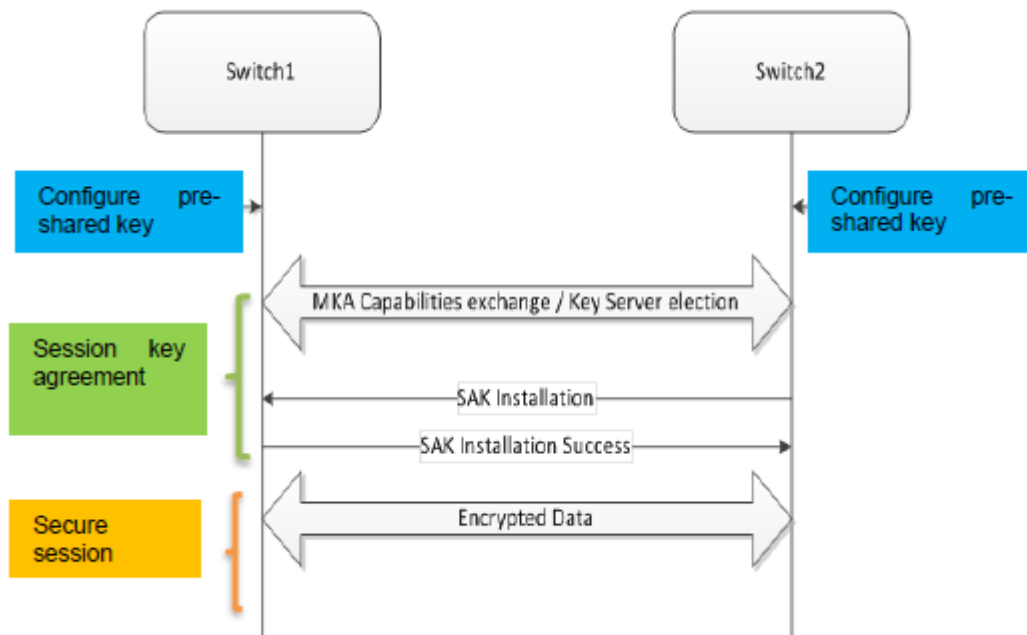 Switch1
Switch2
Configure pre-
shared key
Configure pre-
shared key
MKA Capabilities exchange / Key Server election
Session key
agreement
SAK Installation
SAK Installation Success
Secure
session
Encrypted Data